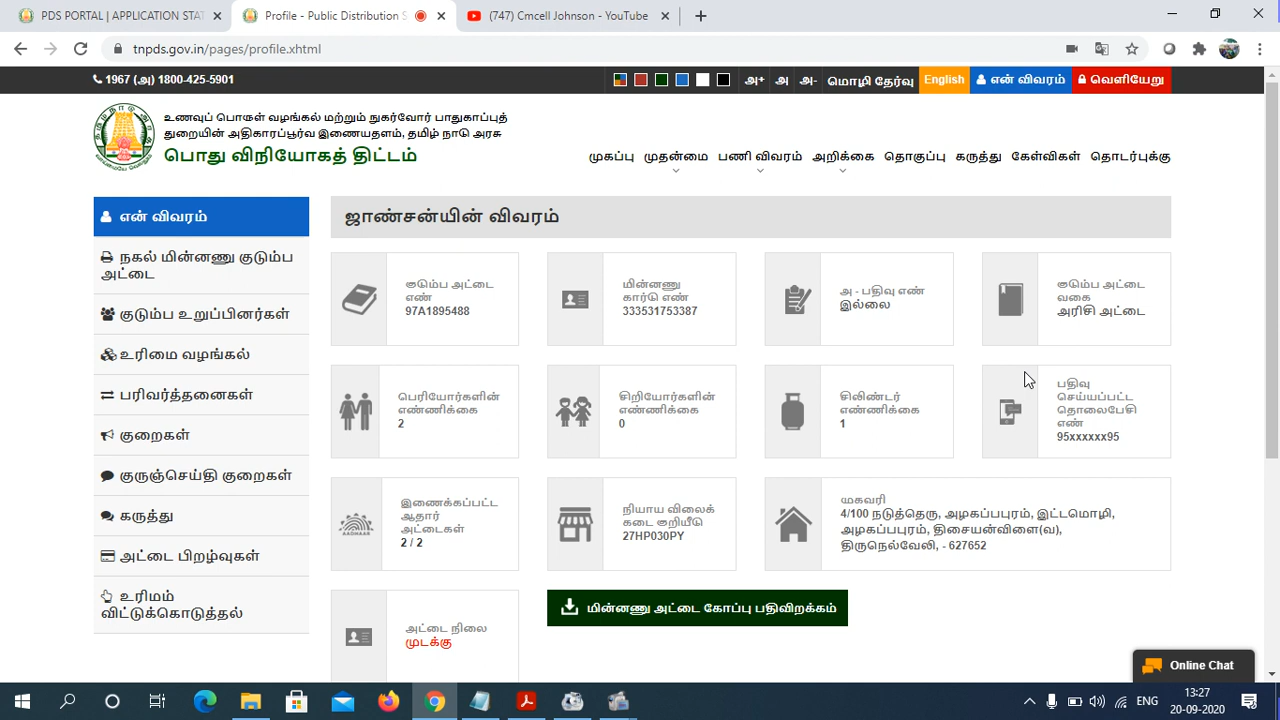 PDS PORTAL | APPLICATION STAT
Profile - Public Distribution S
(747) Cmcell Johnson - YouTube
tnpds.gov.in/pages/profile.xhtml
1967 (அ) 1800-425-5901
அ+ அ அ- மொழி தேர்வு English என் விவரம் வெளியேறு
உணவுப் பொருள் வழங்கல் மற்றும் நுகர்வோர் பாதுகாப்புத்
துறையின் அதிகாரப்பூர்வ இணையதளம், தமிழ் நாடு அரசு
பொது விநியோகத் திட்டம்
முகப்பு முதன்மை பணி விவரம் அறிக்கை தொகுப்பு கருத்து கேள்விகள் தொடர்புக்கு
என் விவரம்
நகல் மின்னணு குடும்ப
அட்டை
குடும்ப உறுப்பினர்கள்
உரிமை வழங்கல்
பரிவர்த்தனைகள்
குறைகள்
குருஞ்செய்தி குறைகள்
கருத்து
அட்டை பிறழ்வுகள்
உரிமம்
விட்டுக்கொடுத்தல்
ஜாண்சன்யின் விவரம்
குடும்ப அட்டை
எண்
97A1895488
மின்னணு
கார்டு எண்
333531753387
அ - பதிவு எண்
இல்லை
குடும்ப அட்டை
வகை
அரிசி அட்டை
பெரியோர்களின்
எண்ணிக்கை
2
சிறியோர்களின்
எண்ணிக்கை
0
சிலிண்டர்
எண்ணிக்கை
1
பதிவு
செய்யப்பட்ட
தொலைபேசி
எண்
95xxxxxx95
இணைக்கப்பட்ட
ஆதார்
அட்டைகள்
2 / 2
AADHAAR
நியாய விலைக்
கடை குறியீடு
27HP030PY
முகவரி
4/100 நடுத்தெரு, அழகப்பபுரம், இட்டமொழி,
அழகப்பபுரம், திசையன்விளை(வ),
திருநெல்வேலி, - 627652
அட்டை நிலை
முடக்கு
மின்னணு அட்டை கோப்பு பதிவிறக்கம்
Online Chat
ENG
13:27
20-09-2020